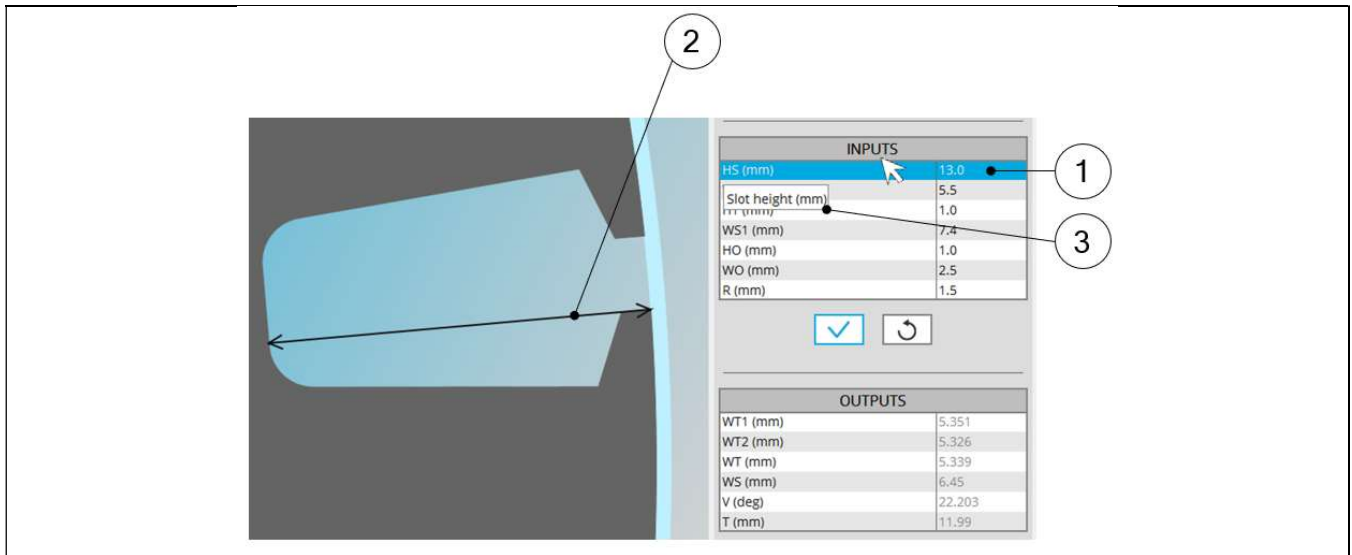 2
INPUTS
HS (mm) 13.0
5.5
Slot height (mm)
1.0
WS1 (mm) 7.4
HO (mm) 1.0
WO (mm) 2.5
R (mm) 1.5
1
3
OUTPUTS
WT1 (mm) 5.351
WT2 (mm) 5.326
WT (mm) 5.339
WS (mm) 6.45
V (deg) 22.203
T (mm) 11.99